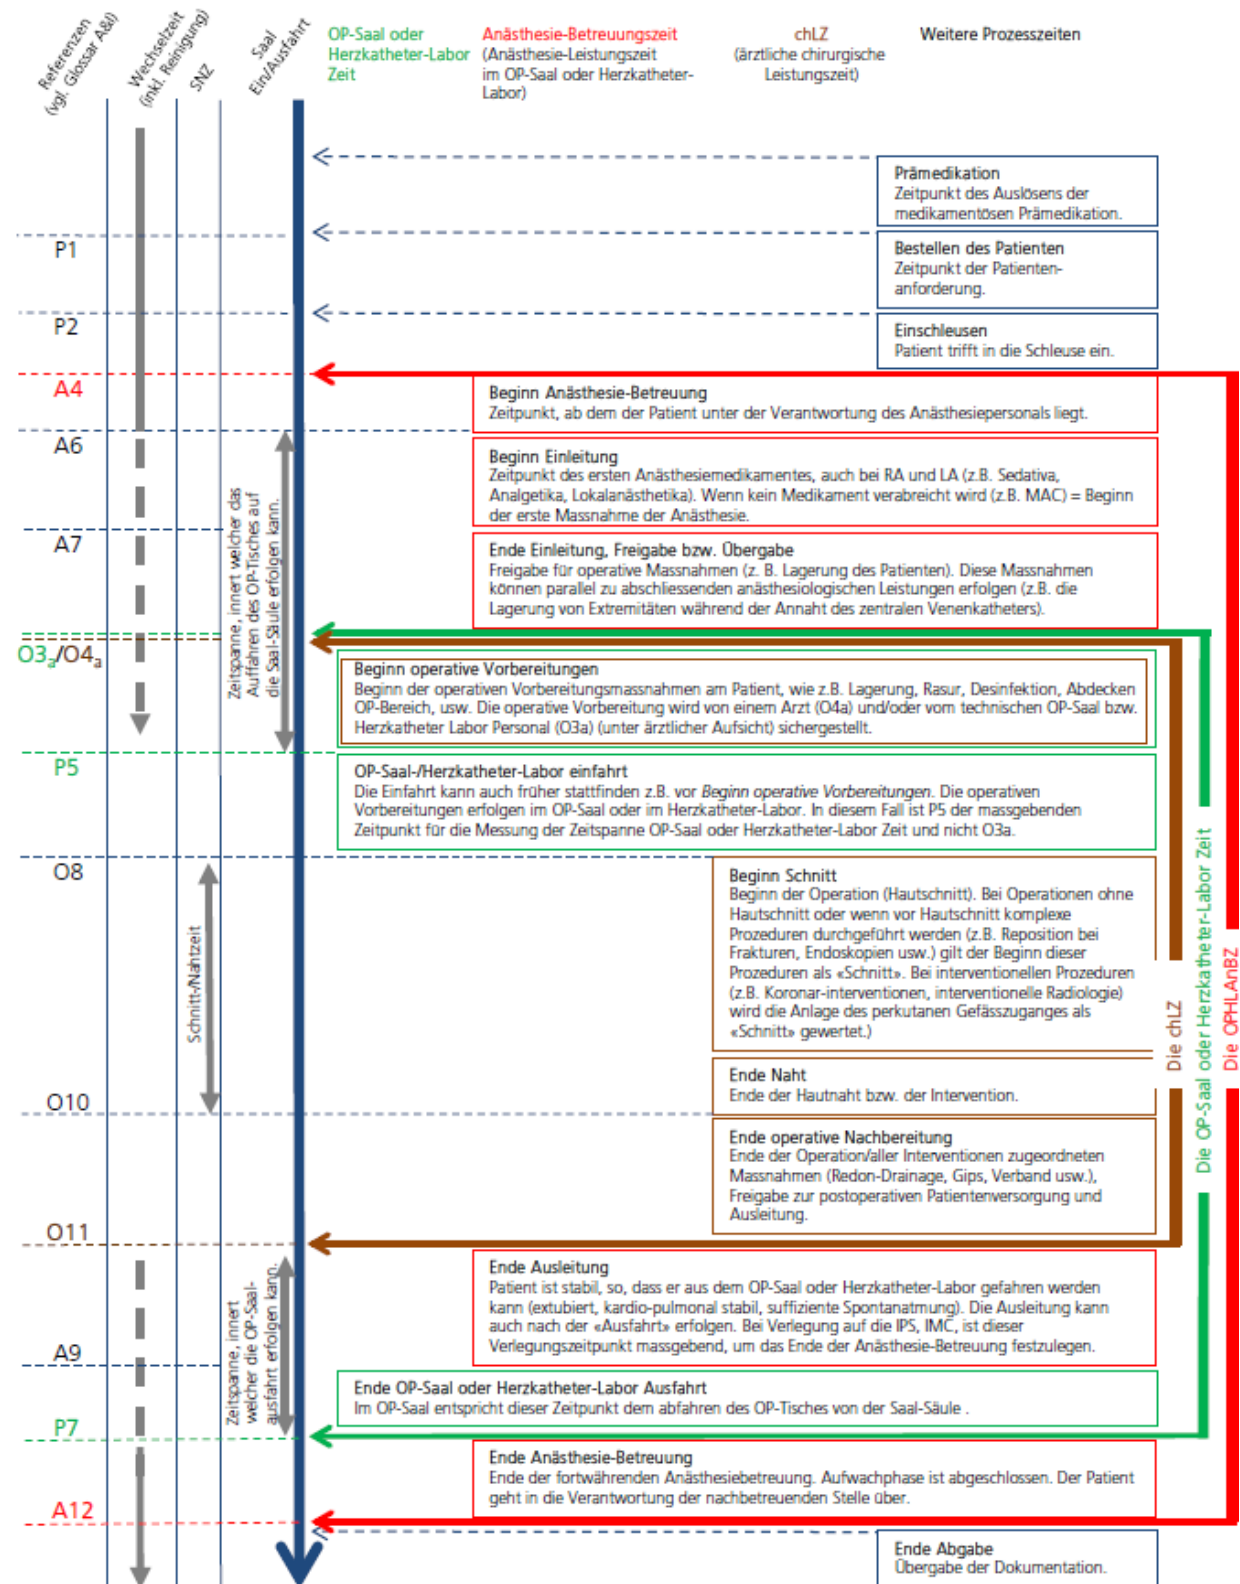 Referenzen
(vgl. Glossar A&I)
Wechselzeit
(inkl. Reinigung)
SNZ
Saal
Ein/Ausfahrt
OP-Saal oder
Herzkatheter-Labor
Zeit
Anästhesie-Betreuungszeit
(Anästhesie-Leistungszeit
im OP-Saal oder Herzkatheter-
Labor)
chLZ
(ärztliche chirurgische
Leistungszeit)
Weitere Prozesszeiten
Prämedikation
Zeitpunkt des Auslösens der
medikamentösen Prämedikation.
P1
Bestellen des Patienten
Zeitpunkt der Patienten-
anforderung.
P2
Einschleusen
Patient trifft in die Schleuse ein.
A4
Beginn Anästhesie-Betreuung
Zeitpunkt, ab dem der Patient unter der Verantwortung des Anästhesiepersonals liegt.
A6
Beginn Einleitung
Zeitpunkt des ersten Anästhesiemedikamentes, auch bei RA und LA (z.B. Sedativa,
Analgetika, Lokalanästhetika). Wenn kein Medikament verabreicht wird (z.B. MAC) = Beginn
der erste Massnahme der Anästhesie.
Zeitspanne, innert welcher das
Auffahren des OP-Tisches auf
die Saal-Säule erfolgen kann.
A7
Ende Einleitung, Freigabe bzw. Übergabe
Freigabe für operative Massnahmen (z. B. Lagerung des Patienten). Diese Massnahmen
können parallel zu abschliessenden anästhesiologischen Leistungen erfolgen (z.B. die
Lagerung von Extremitäten während der Annaht des zentralen Venenkatheters).
O3a/O4a
Beginn operative Vorbereitungen
Beginn der operativen Vorbereitungsmassnahmen am Patient, wie z.B. Lagerung, Rasur, Desinfektion, Abdecken
OP-Bereich, usw. Die operative Vorbereitung wird von einem Arzt (O4a) und/oder vom technischen OP-Saal bzw.
Herzkatheter Labor Personal (O3a) (unter ärztlicher Aufsicht) sichergestellt.
P5
OP-Saal-/Herzkatheter-Labor einfahrt
Die Einfahrt kann auch früher stattfinden z.B. vor Beginn operative Vorbereitungen. Die operativen
Vorbereitungen erfolgen im OP-Saal oder im Herzkatheter-Labor. In diesem Fall ist P5 der massgebenden
Zeitpunkt für die Messung der Zeitspanne OP-Saal oder Herzkatheter-Labor Zeit und nicht O3a.
O8
Beginn Schnitt
Beginn der Operation (Hautschnitt). Bei Operationen ohne
Hautschnitt oder wenn vor Hautschnitt komplexe
Prozeduren durchgeführt werden (z.B. Reposition bei
Frakturen, Endoskopien usw.) gilt der Beginn dieser
Prozeduren als «Schnitt». Bei interventionellen Prozeduren
(z.B. Koronar-interventionen, interventionelle Radiologie)
wird die Anlage des perkutanen Gefässzuganges als
«Schnitt» gewertet.)
Schnitt-/Nahtzeit
Die chLZ
Die OP-Saal oder Herzkatheter-Labor Zeit
Die OPHLAnBZ
Ende Naht
Ende der Hautnaht bzw. der Intervention.
O10
Ende operative Nachbereitung
Ende der Operation/aller Interventionen zugeordneten
Massnahmen (Redon-Drainage, Gips, Verband usw.),
Freigabe zur postoperativen Patientenversorgung und
Ausleitung.
O11
Ende Ausleitung
Patient ist stabil, so, dass er aus dem OP-Saal oder Herzkatheter-Labor gefahren werden
kann (extubiert, kardio-pulmonal stabil, suffiziente Spontanatmung). Die Ausleitung kann
auch nach der «Ausfahrt» erfolgen. Bei Verlegung auf die IPS, IMC, ist dieser
Verlegungszeitpunkt massgebend, um das Ende der Anästhesie-Betreuung festzulegen.
Zeitspanne, innert
welcher die OP-Saal-
ausfahrt erfolgen kann.
A9
Ende OP-Saal oder Herzkatheter-Labor Ausfahrt
Im OP-Saal entspricht dieser Zeitpunkt dem abfahren des OP-Tisches von der Saal-Säule .
P7
Ende Anästhesie-Betreuung
Ende der fortwährenden Anästhesiebetreuung. Aufwachphase ist abgeschlossen. Der Patient
geht in die Verantwortung der nachbetreuenden Stelle über.
A12
Ende Abgabe
Übergabe der Dokumentation.